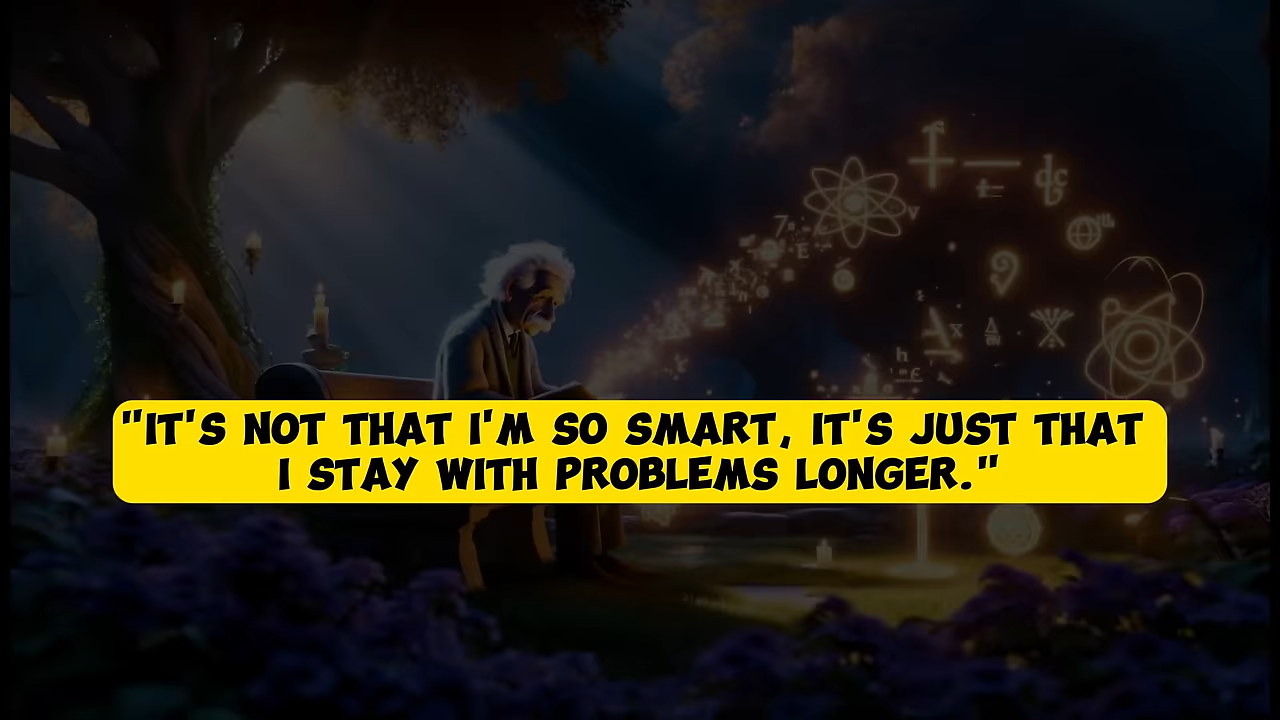 "IT'S NOT THAT I'M SO SMART, IT'S JUST THAT
I STAY WITH PROBLEMS LONGER."